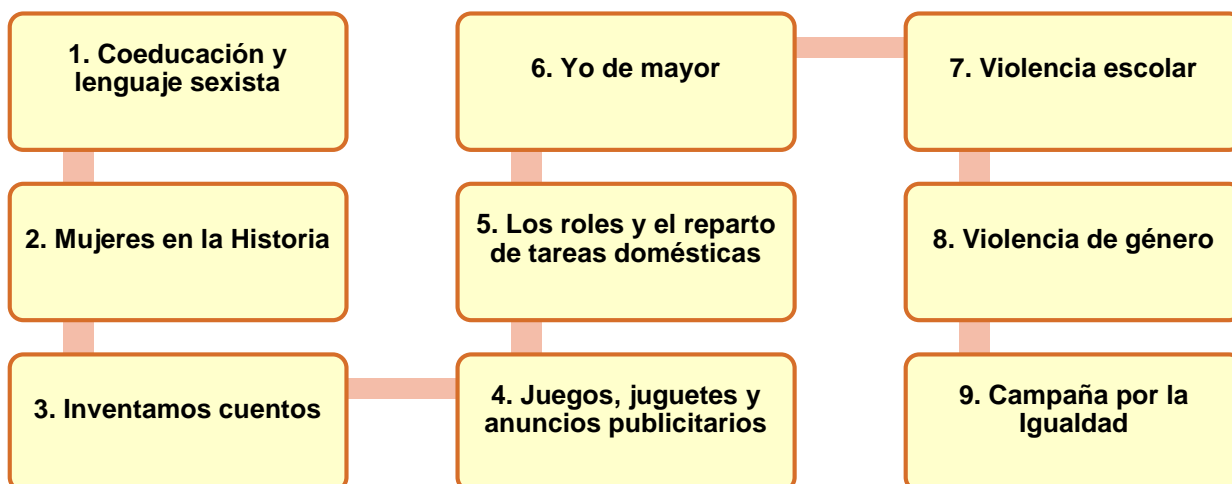 1. Coeducación y
lenguaje sexista
2. Mujeres en la Historia
3. Inventamos cuentos
4. Juegos, juguetes y
anuncios publicitarios
5. Los roles y el reparto
de tareas domésticas
6. Yo de mayor
7. Violencia escolar
8. Violencia de género
9. Campaña por la
Igualdad